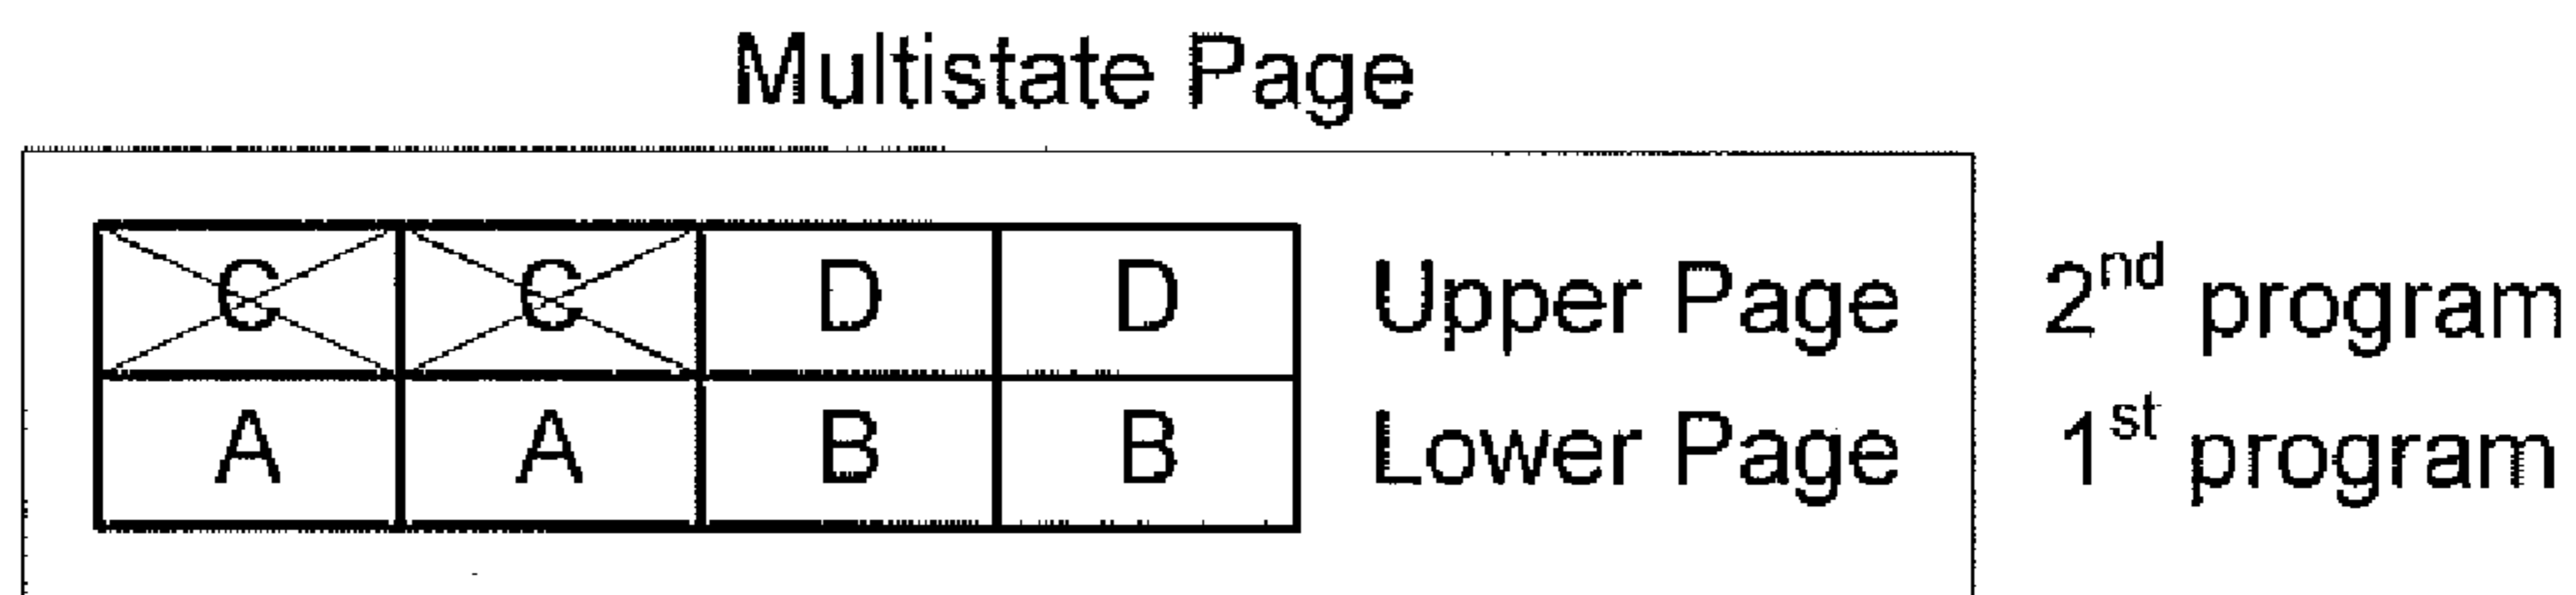 Multistate Page
C C D D Upper Page 2nd program
A A B B Lower Page 1st program